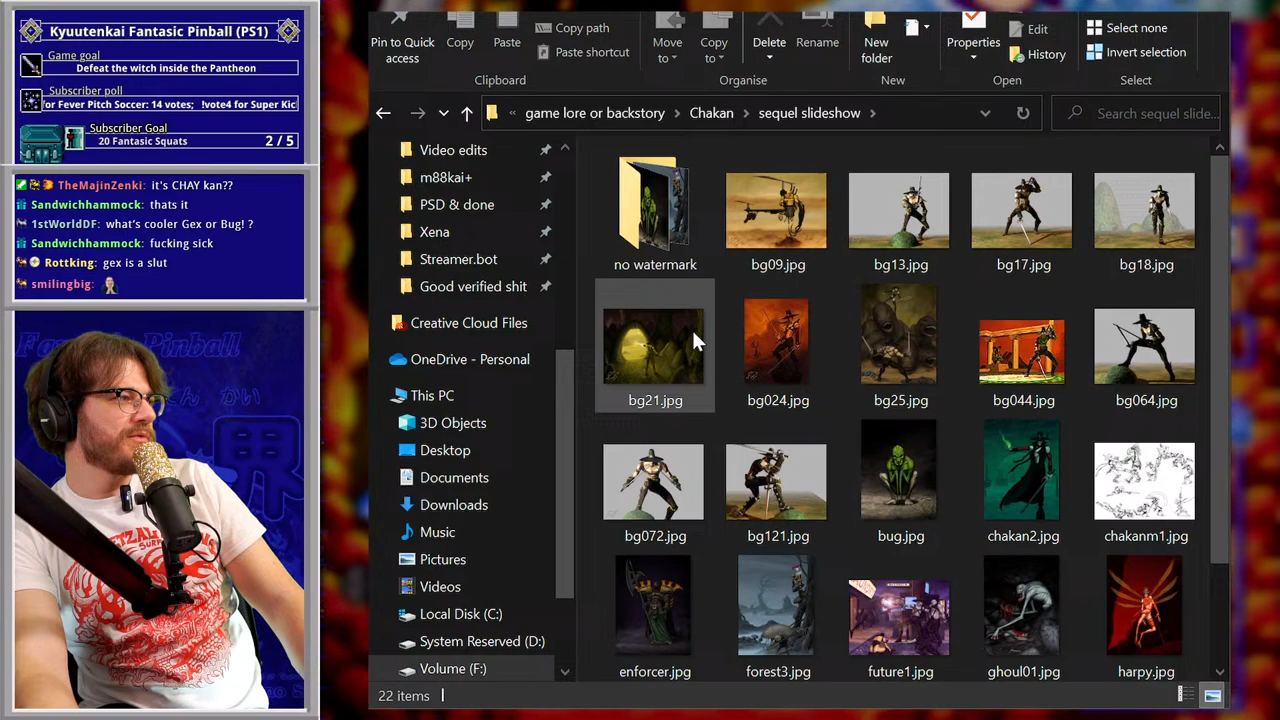 Kyuutenkai Fantasic Pinball (PS1)
Game goal
Defeat the witch inside the Pantheon
Subscriber poll
for Fever Pitch Soccer: 14 votes; !vote4 for Super Kic
Subscriber Goal
20 Fantasic Squats
2 / 5
TheMajinZenki: it's CHAY kan??
Sandwichhammock: thats it
1stWorldDF: what's cooler Gex or Bug! ?
Sandwichhammock: fucking sick
Rottking: gex is a slut
smilingbig:
Pin to Quick access
Copy
Paste
Copy path
Paste shortcut
Clipboard
Move to
Copy to
Delete
Rename
Organise
New folder
New
Properties
Edit
History
Open
Select none
Invert selection
Select
« game lore or backstory > Chakan > sequel slideshow >
Search sequel slide...
Video edits
m88kai+
PSD & done
Xena
Streamer.bot
Good verified shit
Creative Cloud Files
OneDrive - Personal
This PC
3D Objects
Desktop
Documents
Downloads
Music
Pictures
Videos
Local Disk (C:)
System Reserved (D:)
Volume (F:)
no watermark
bg09.jpg
bg13.jpg
bg17.jpg
bg18.jpg
bg21.jpg
bg024.jpg
bg25.jpg
bg044.jpg
bg064.jpg
bg072.jpg
bg121.jpg
bug.jpg
chakan2.jpg
chakanm1.jpg
enforcer.jpg
forest3.jpg
future1.jpg
ghoul01.jpg
harpy.jpg
22 items